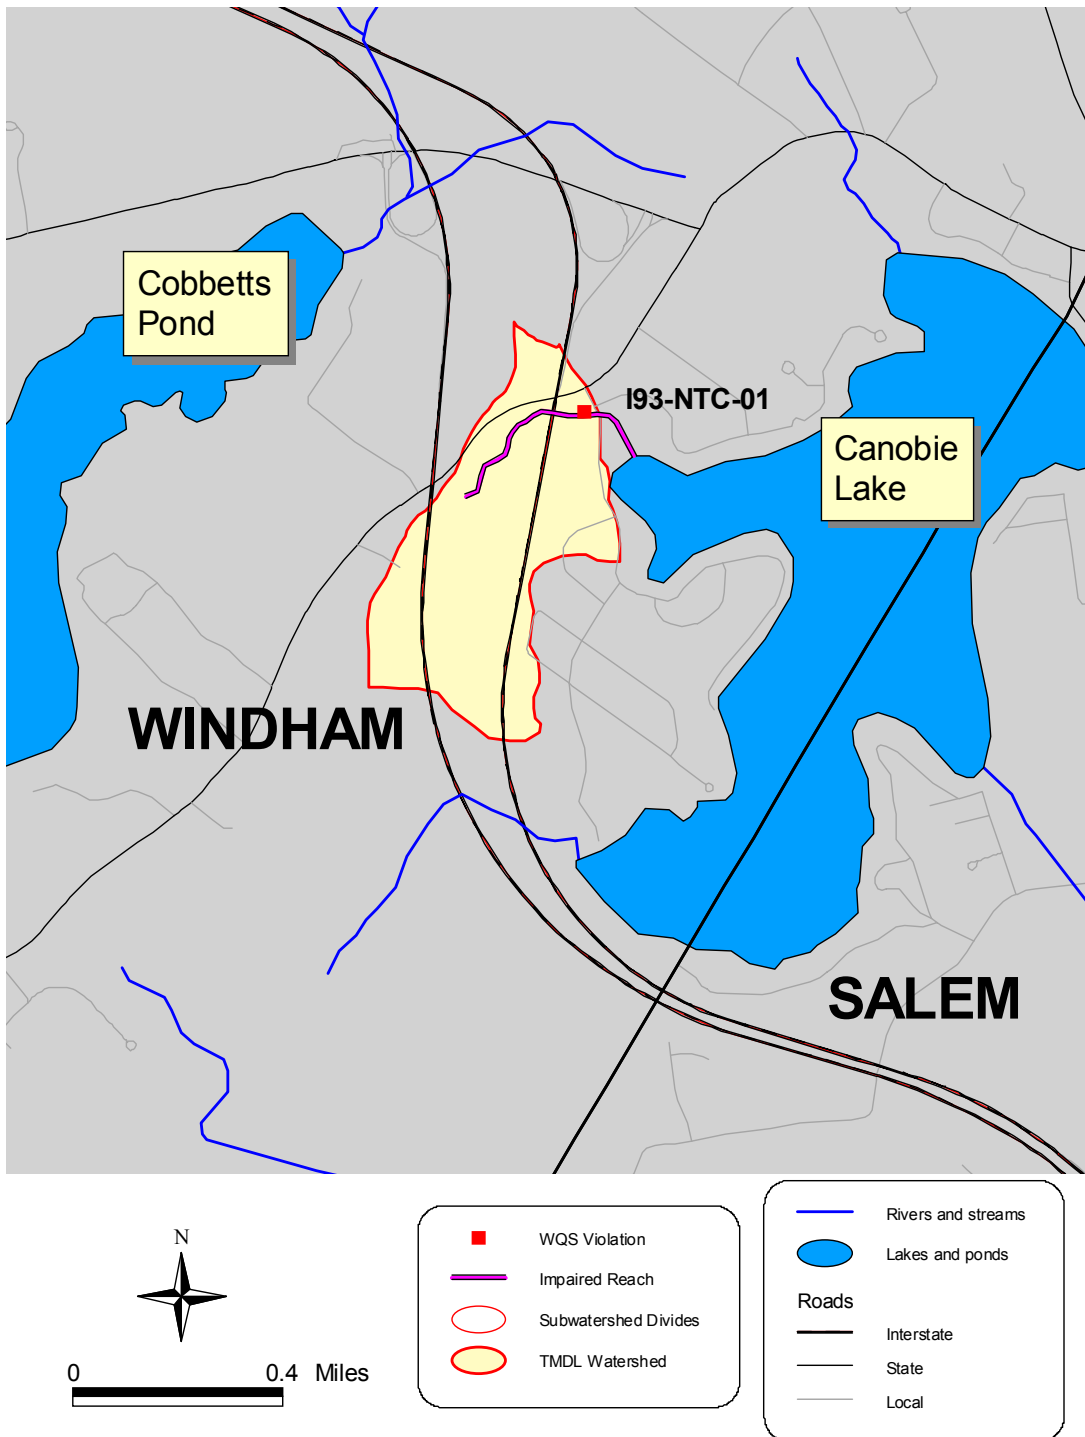 Cobbetts
Pond
I93-NTC-01
Canobie
Lake
WINDHAM
SALEM
N
0 0.4 Miles
WQS Violation
Impaired Reach
Subwatershed Divides
TMDL Watershed
Rivers and streams
Lakes and ponds
Roads
Interstate
State
Local